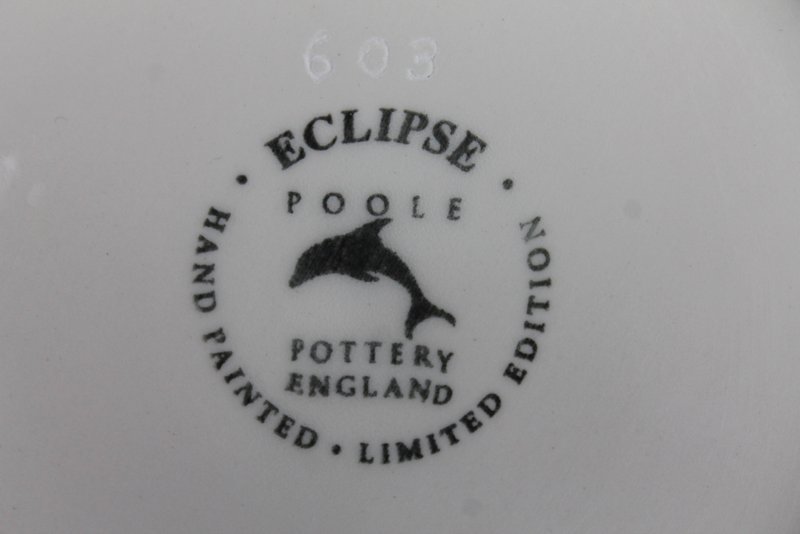 603
ECLIPSE
POOLE
POTTERY
ENGLAND
HAND PAINTED • LIMITED EDITION